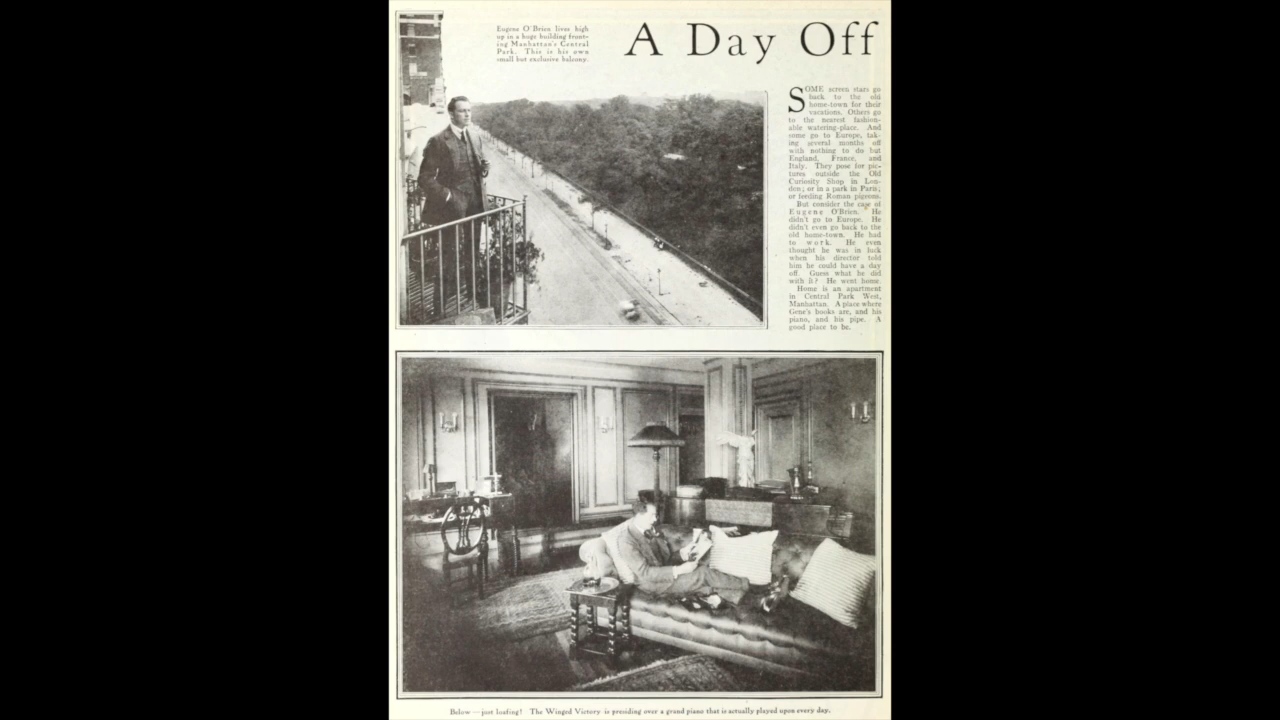 Eugene O'Brien lives high
up in a huge building front-
ing Manhattan's Central
Park. This is his own
small but exclusive balcony.
A Day Off
SOME screen stars go
back to the old
home-town for their
vacations. Others go
to the nearest fashion-
able watering-place. And
some go to Europe, tak-
ing several months off
with nothing to do but
England, France, and
Italy. They pose for pic-
tures outside the Old
Curiosity Shop in Lon-
don; or in a park in Paris;
or feeding Roman pigeons.
But consider the case of
Eugene O'Brien. He
didn't go to Europe. He
didn't even go back to the
old home-town. He had
to work. He even
thought he was in luck
when his director told
him he could have a day
off. Guess what he did
with it? He went home.
Home is an apartment
in Central Park West,
Manhattan. A place where
Gene's books are, and his
piano, and his pipe. A
good place to be.
Below—just loafing! The Winged Victory is presiding over a grand piano that is actually played upon every day.